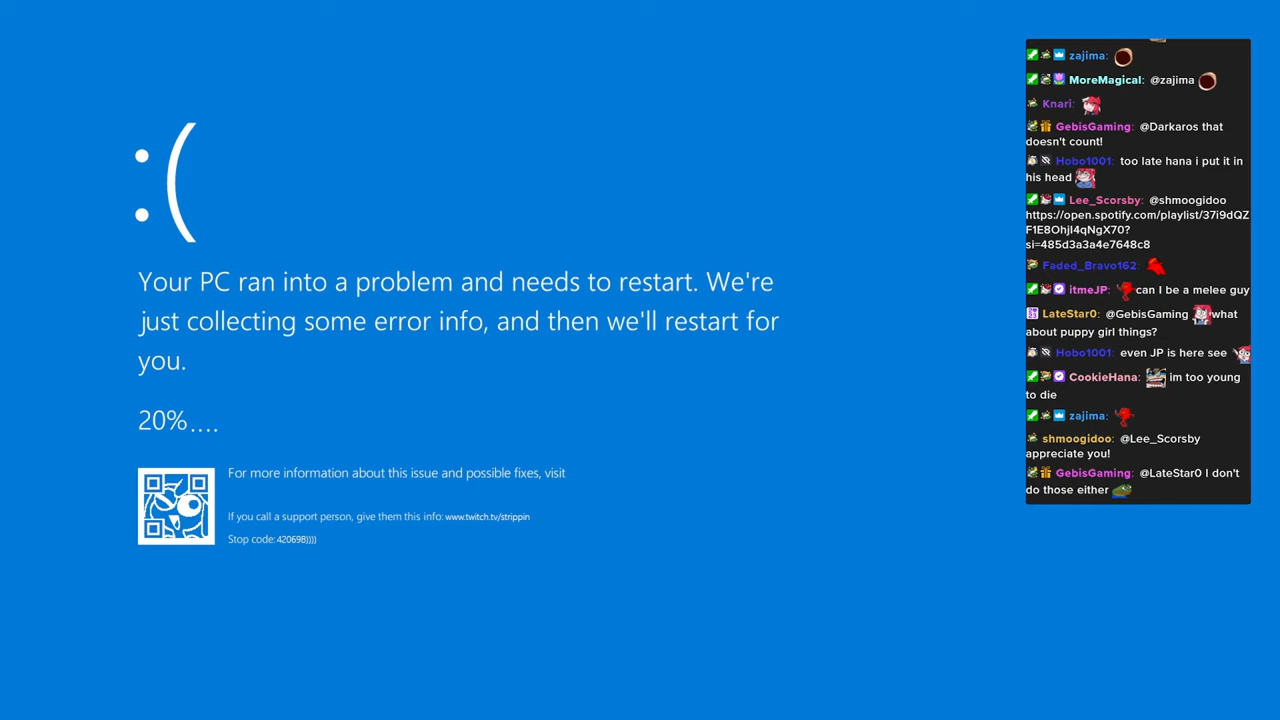 :(
Your PC ran into a problem and needs to restart. We're
just collecting some error info, and then we'll restart for
you.
20%....
For more information about this issue and possible fixes, visit
If you call a support person, give them this info: www.twitch.tv/strippin
Stop code: 42069B))))
zajima:
MoreMagical: @zajima
Knari:
GebisGaming: @Darkaros that
doesn't count!
Hobo1001: too late hana i put it in
his head
Lee_Scorsby: @shmoogidoo
https://open.spotify.com/playlist/37i9dQZ
F1E8OhjI4qNgX70?
si=485d3a3a4e7648c8
Faded_Bravo162:
itmeJP: can I be a melee guy
LateStar0: @GebisGaming what
about puppy girl things?
Hobo1001: even JP is here see
CookieHana: im too young
to die
zajima:
shmoogidoo: @Lee_Scorsby
appreciate you!
GebisGaming: @LateStar0 I don't
do those either